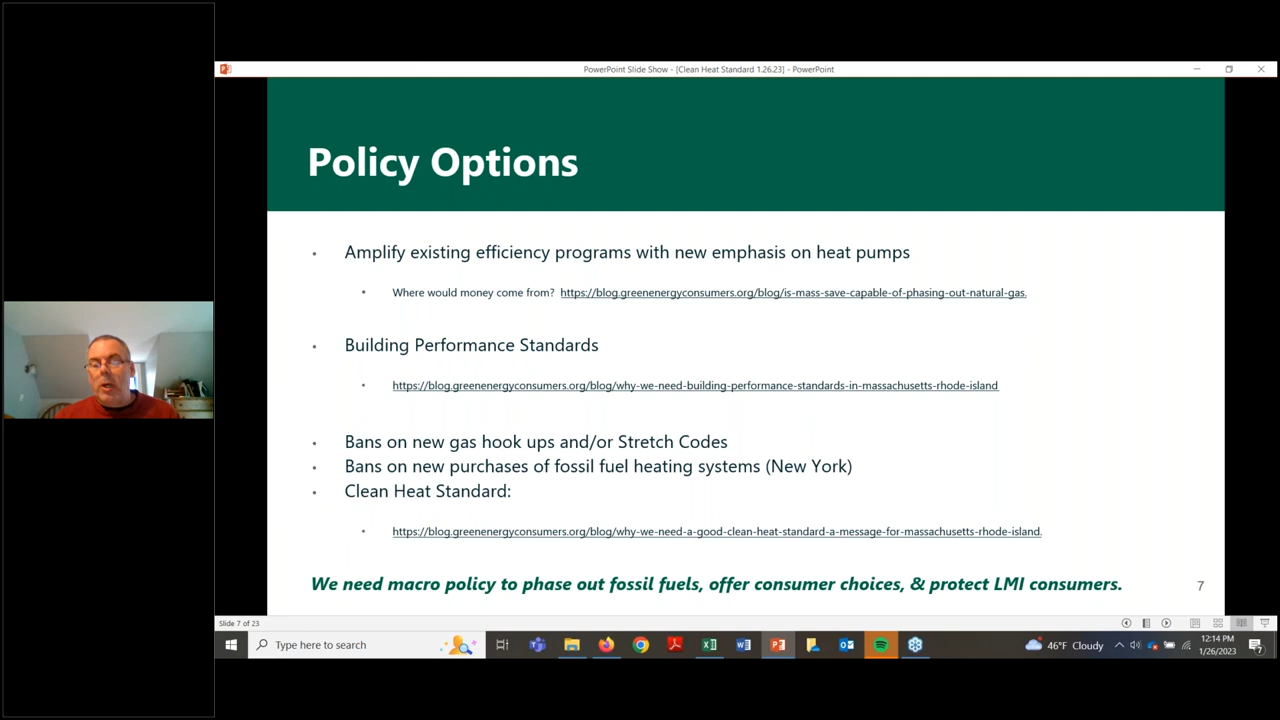 PowerPoint Slide Show - [Clean Heat Standard 1.26.23] - PowerPoint
Policy Options
• Amplify existing efficiency programs with new emphasis on heat pumps
• Where would money come from? https://blog.greenenergyconsumers.org/blog/is-mass-save-capable-of-phasing-out-natural-gas.
• Building Performance Standards
• https://blog.greenenergyconsumers.org/blog/why-we-need-building-performance-standards-in-massachusetts-rhode-island
• Bans on new gas hook ups and/or Stretch Codes
• Bans on new purchases of fossil fuel heating systems (New York)
• Clean Heat Standard:
• https://blog.greenenergyconsumers.org/blog/why-we-need-a-good-clean-heat-standard-a-message-for-massachusetts-rhode-island.
We need macro policy to phase out fossil fuels, offer consumer choices, & protect LMI consumers.
7
Slide 7 of 23
Type here to search
46°F Cloudy
12:14 PM
1/26/2023
7